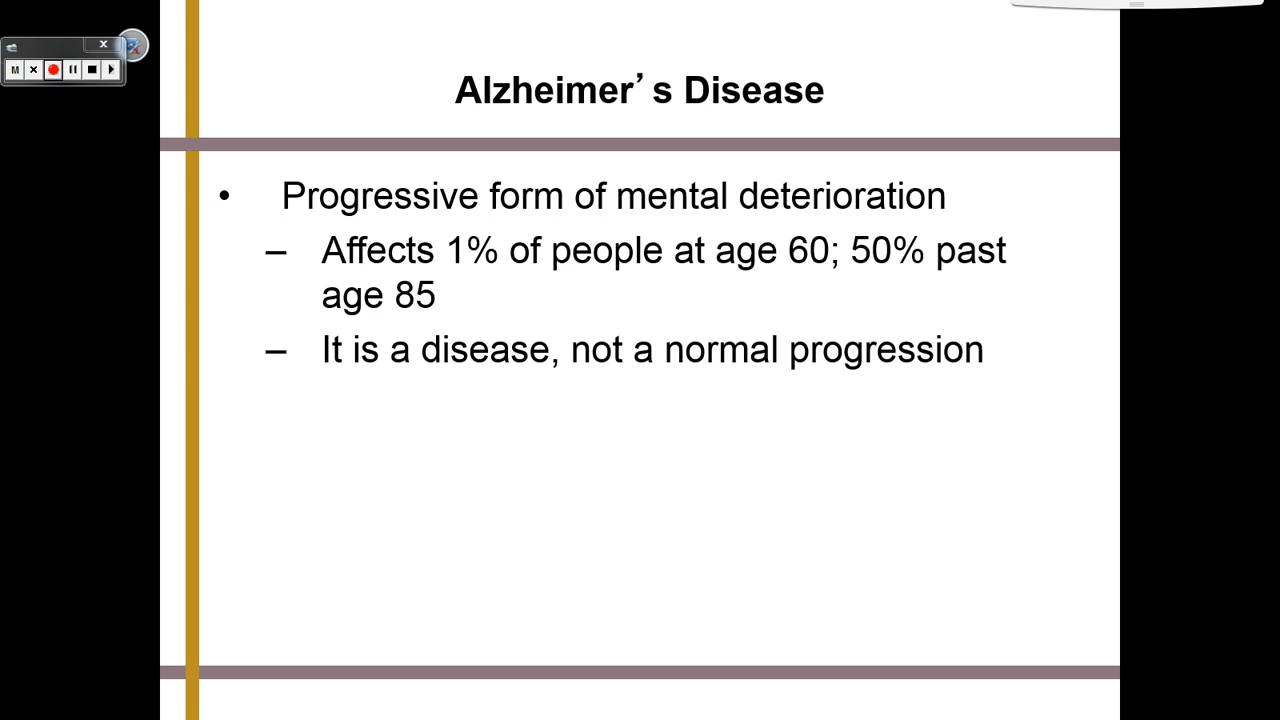 M
Alzheimer’s Disease
• Progressive form of mental deterioration
– Affects 1% of people at age 60; 50% past
age 85
– It is a disease, not a normal progression